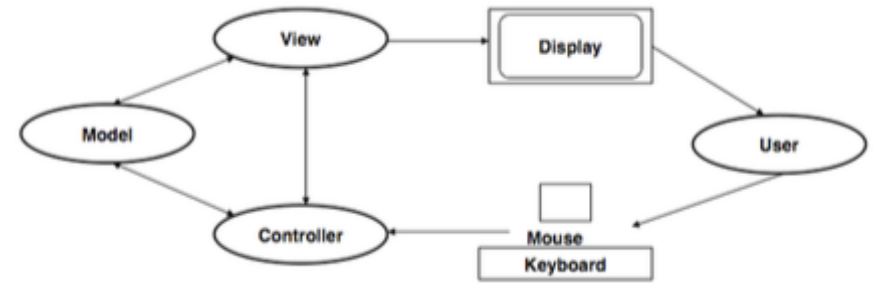 View
Display
Model
User
Controller
Mouse
Keyboard